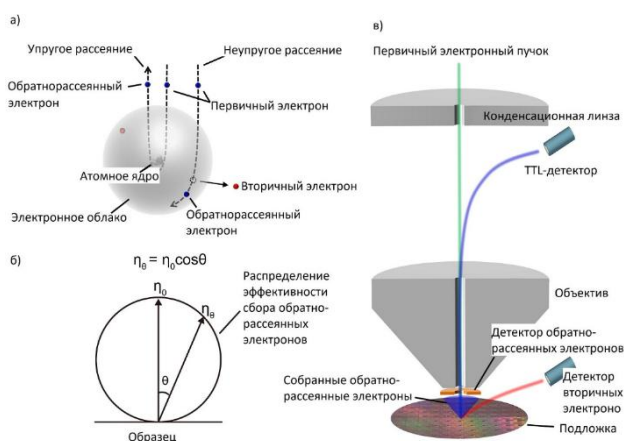 а)
Упругое рассеяние
Неупругое рассеяние
Обратнорассеянный
электрон
Первичный электрон
Атомное ядро
Вторичный электрон
Электронное облако
Обратнорассеянный
электрон
б)
ηθ = η0cosθ
η0
ηθ
θ
Распределение
эффективности
сбора обратно-
рассеянных
электронов
Образец
в)
Первичный электронный пучок
Конденсационная линза
TTL-детектор
Объектив
Детектор обратно-
рассеянных электронов
Собранные обратно-
рассеянные электроны
Детектор
вторичных
электроно
Подложка